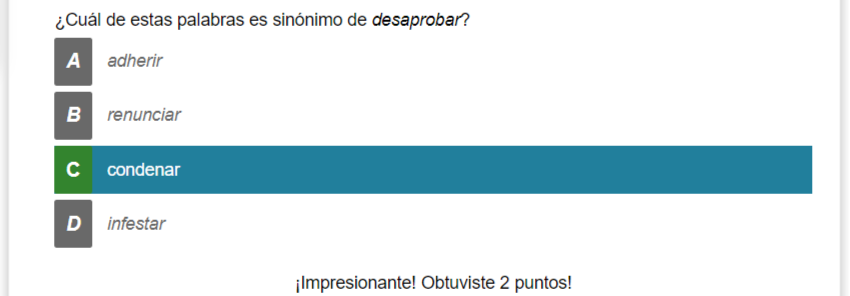 ¿Cuál de estas palabras es sinónimo de desaprobar?
A adherir
B renunciar
C condenar
D infestar
¡Impresionante! Obtuviste 2 puntos!